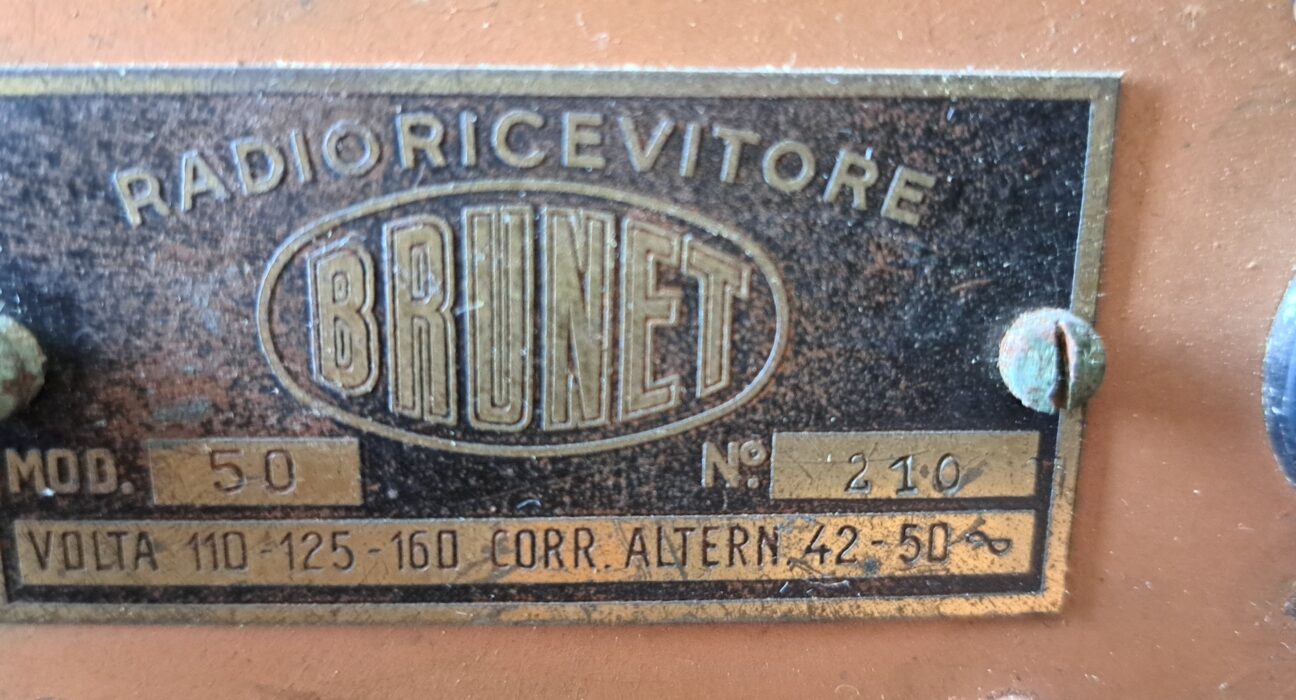 RADIORICEVITORE
BRUNET
MOD. 50 Nº. 210
VOLTA 110-125-160 CORR. ALTERN. 42-50 ∞